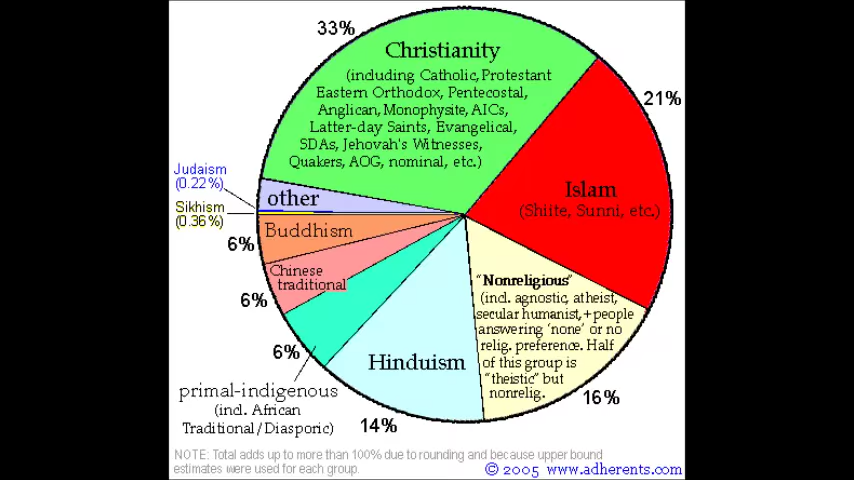 33%
Christianity
(including Catholic, Protestant
Eastern Orthodox, Pentecostal,
Anglican, Monophysite, AICs,
Latter-day Saints, Evangelical,
SDAs, Jehovah's Witnesses,
Quakers, AOG, nominal, etc.)
21%
Islam
(Shiite, Sunni, etc.)
Judaism
(0.22%)
other
Sikhism
(0.36%)
Buddhism
6%
Chinese
traditional
6%
6%
primal-indigenous
(incl. African
Traditional/Diasporic)
Hinduism
14%
"Nonreligious"
(incl. agnostic, atheist,
secular humanist, +people
answering 'none' or no
relig. preference. Half
of this group is
"theistic" but
nonrelig.
16%
NOTE: Total adds up to more than 100% due to rounding and because upper bound
estimates were used for each group.
© 2005 www.adherents.com